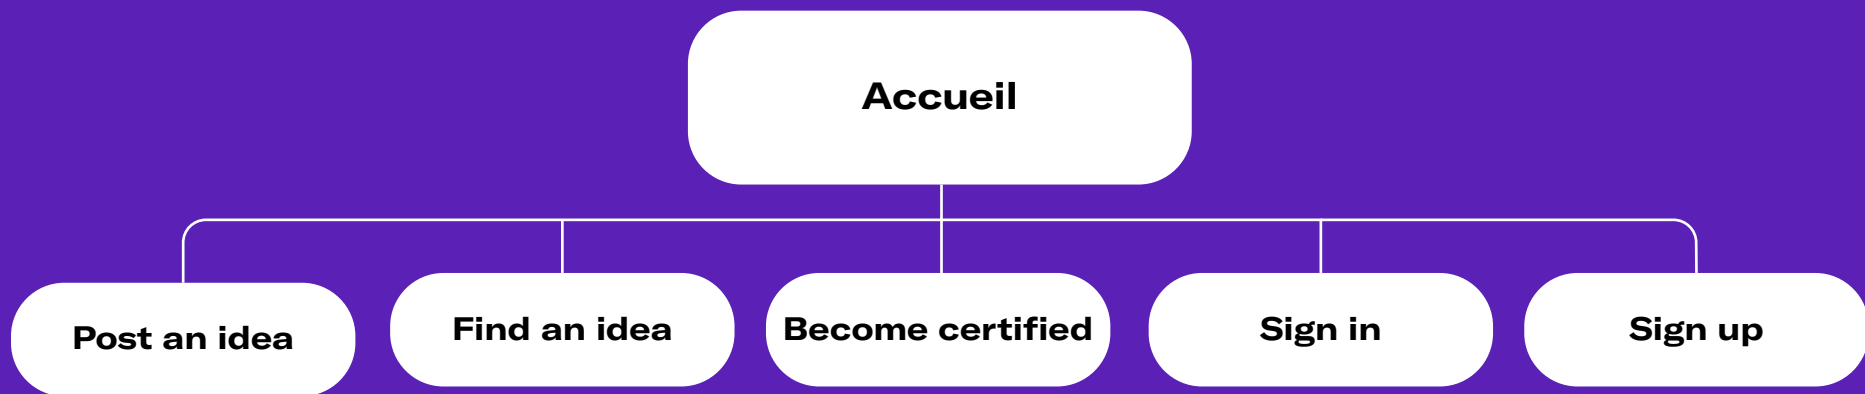 Accueil
Post an idea
Find an idea
Become certified
Sign in
Sign up